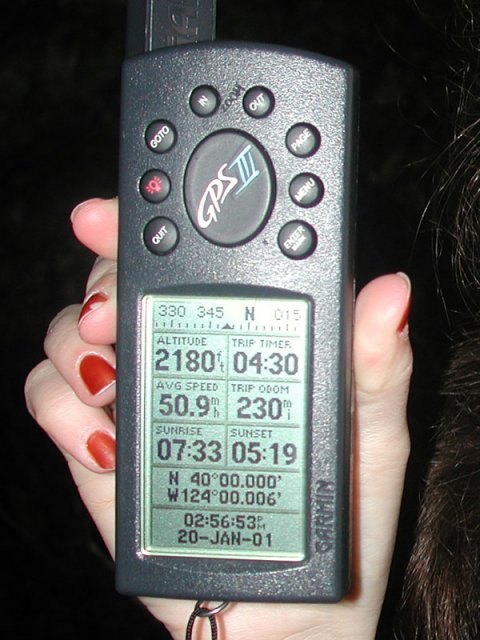 GARMIN
IN ZOOM OUT
GOTO
PAGE
GPS III
MENU
QUIT
ENTER
330 345 N 015
ALTITUDE TRIP TIMER
2180ft 04:30
AVG SPEED TRIP ODOM
50.9mh 230mi
SUNRISE SUNSET
07:33 05:19
N 40°00.000'
W124°00.006'
02:56:53PM
20-JAN-01
GARMIN